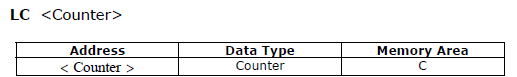 LC <Counter>
Address Data Type Memory Area
< Counter > Counter C